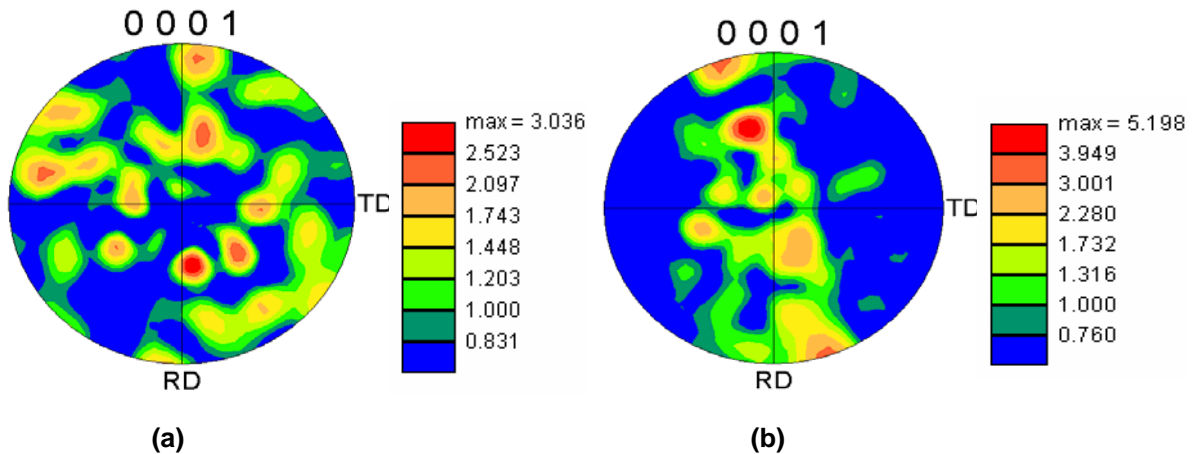 0 0 0 1
TD
RD
max = 3.036
2.523
2.097
1.743
1.448
1.203
1.000
0.831
(a)
0 0 0 1
TD
RD
max = 5.198
3.949
3.001
2.280
1.732
1.316
1.000
0.760
(b)